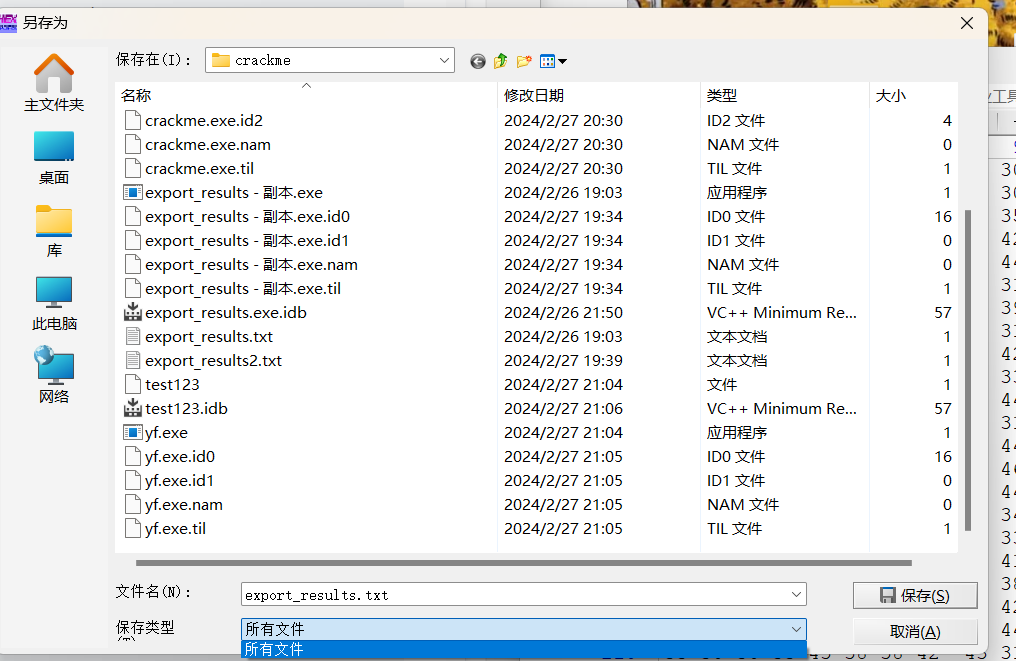 另存为
保存在(I):
crackme
主文件夹
桌面
库
此电脑
网络
名称 修改日期 类型 大小
crackme.exe.id2 2024/2/27 20:30 ID2 文件 4
crackme.exe.nam 2024/2/27 20:30 NAM 文件 0
crackme.exe.til 2024/2/27 20:30 TIL 文件 1
export_results - 副本.exe 2024/2/26 19:03 应用程序 1
export_results - 副本.exe.id0 2024/2/27 19:34 ID0 文件 16
export_results - 副本.exe.id1 2024/2/27 19:34 ID1 文件 0
export_results - 副本.exe.nam 2024/2/27 19:34 NAM 文件 0
export_results - 副本.exe.til 2024/2/27 19:34 TIL 文件 1
export_results.exe.idb 2024/2/26 21:50 VC++ Minimum Re... 57
export_results.txt 2024/2/26 19:03 文本文档 1
export_results2.txt 2024/2/27 19:39 文本文档 1
test123 2024/2/27 21:04 文件 1
test123.idb 2024/2/27 21:06 VC++ Minimum Re... 57
yf.exe 2024/2/27 21:04 应用程序 1
yf.exe.id0 2024/2/27 21:05 ID0 文件 16
yf.exe.id1 2024/2/27 21:05 ID1 文件 0
yf.exe.nam 2024/2/27 21:05 NAM 文件 0
yf.exe.til 2024/2/27 21:05 TIL 文件 1
文件名(N):
export_results.txt
保存(S)
保存类型
所有文件
取消(A)
所有文件